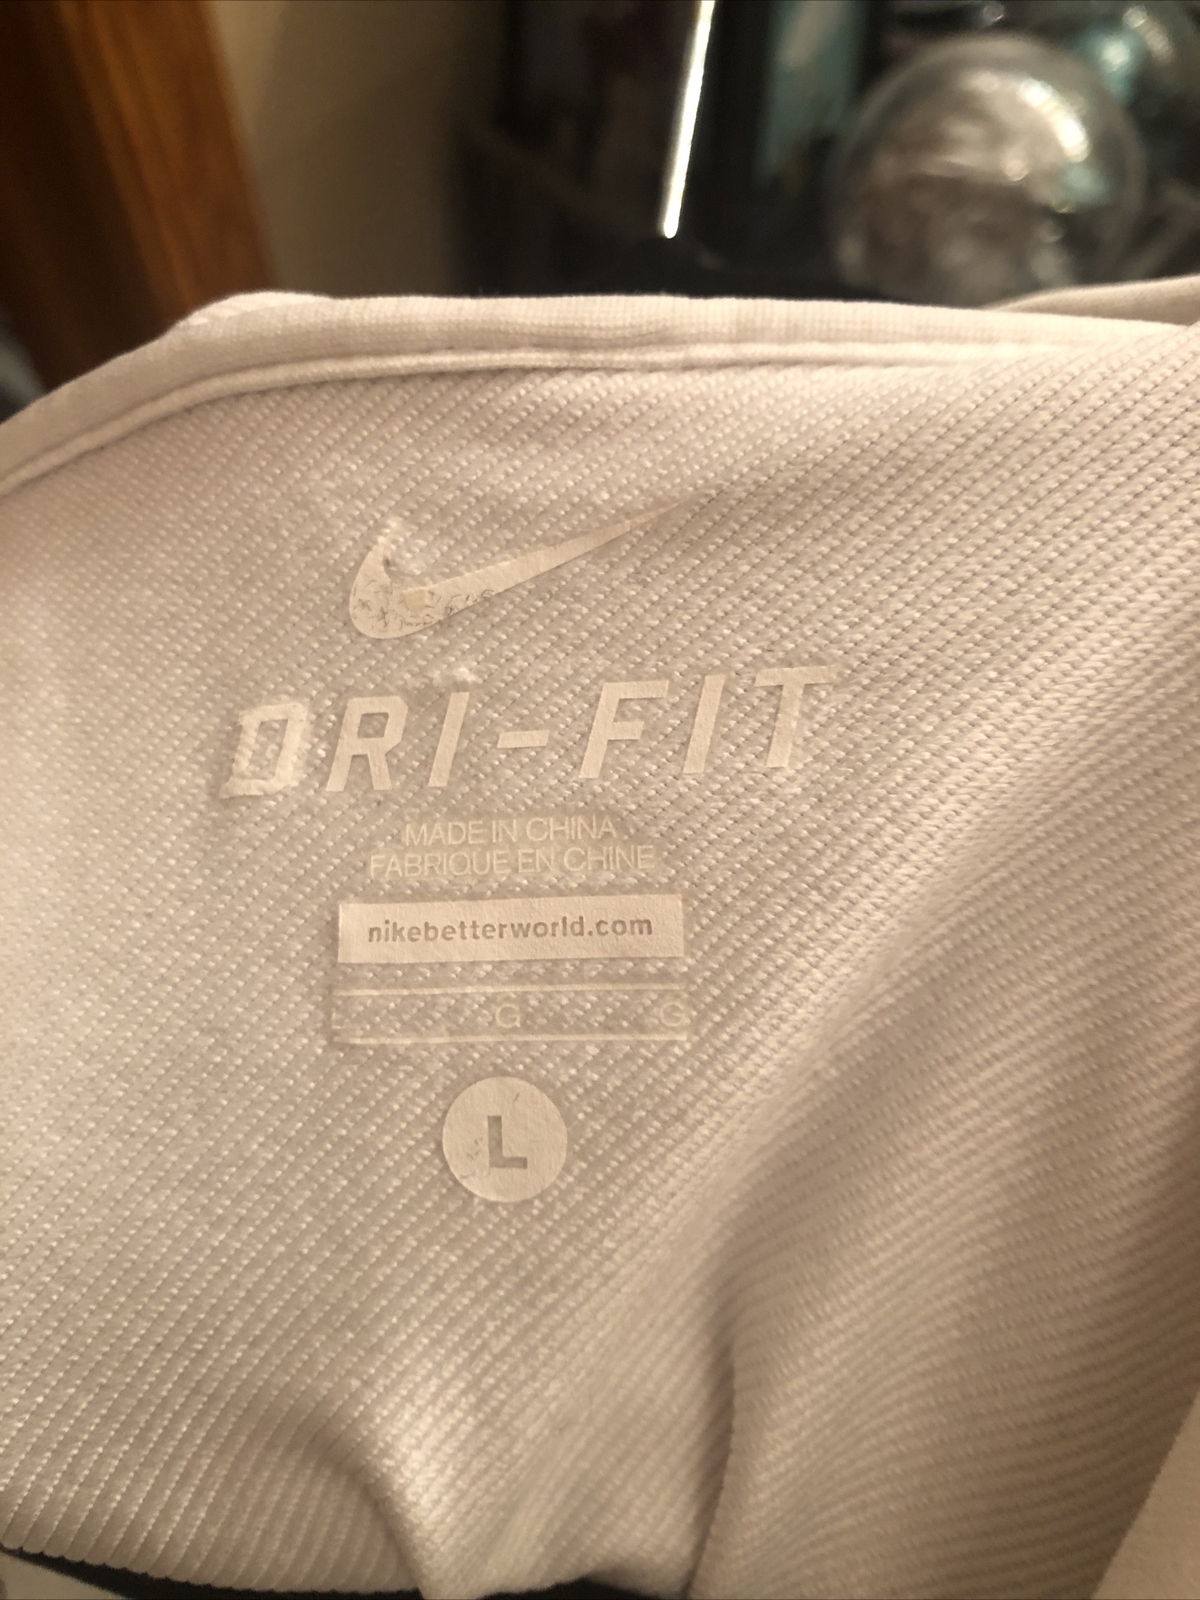 DRI-FIT
MADE IN CHINA
FABRIQUE EN CHINE
nikebetterworld.com
G G
L